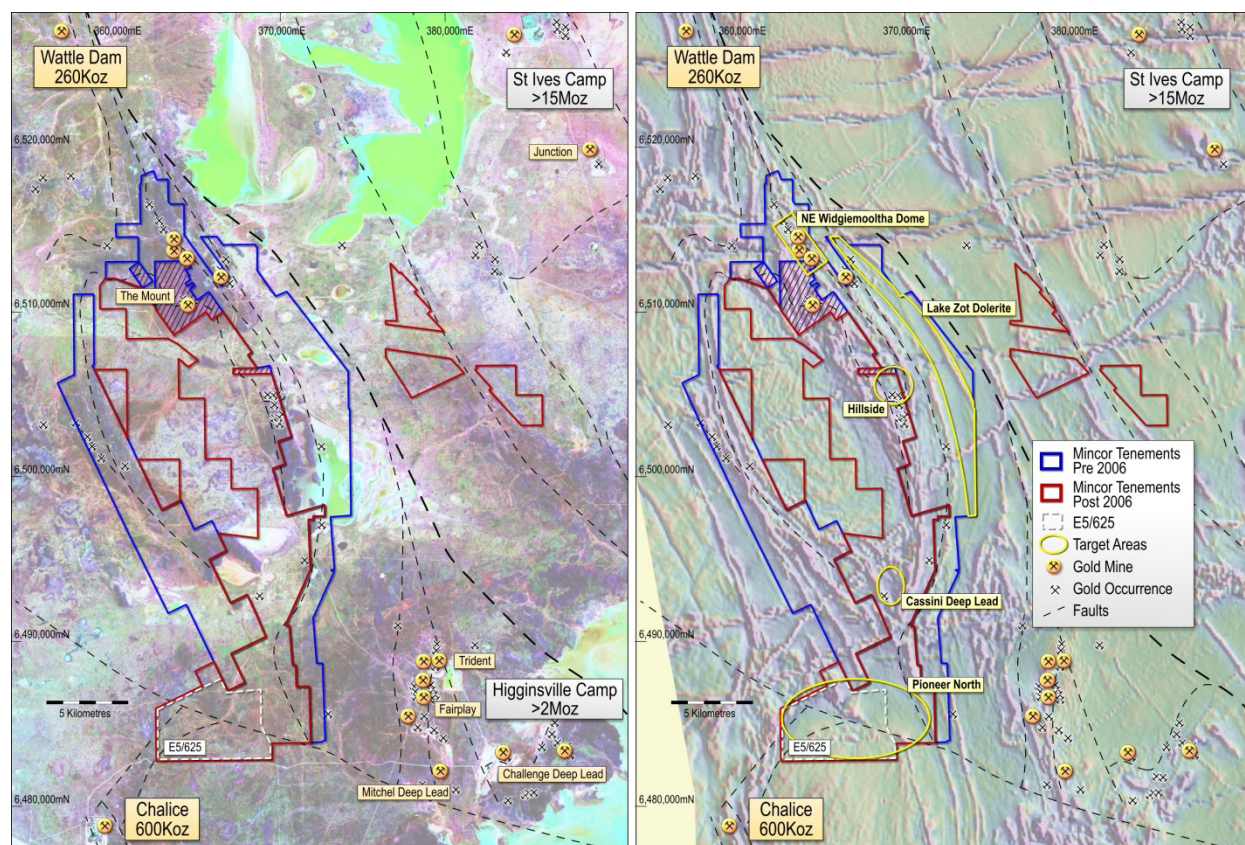 360,000mE
370,000mE
380,000mE
Wattle Dam
260Koz
St Ives Camp
>15Moz
6,520,000mN
Junction
The Mount
6,510,000mN
6,500,000mN
6,490,000mN
Trident
Higginsville Camp
>2Moz
5 Kilometres
Fairplay
E5/625
Challenge Deep Lead
Mitchel Deep Lead
6,480,000mN
Chalice
600Koz
360,000mE
370,000mE
380,000mE
Wattle Dam
260Koz
St Ives Camp
>15Moz
6,520,000mN
NE Widgiemooltha Dome
6,510,000mN
Lake Zot Dolerite
Hillside
6,500,000mN
Mincor Tenements
Pre 2006
Mincor Tenements
Post 2006
E5/625
Target Areas
Gold Mine
Gold Occurrence
Faults
Cassini Deep Lead
6,490,000mN
Pioneer North
5 Kilometres
E5/625
6,480,000mN
Chalice
600Koz